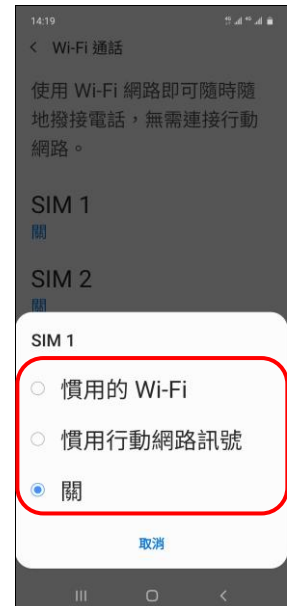 14:19
Wi-Fi 通話
使用 Wi-Fi 網路即可隨時隨
地撥接電話，無需連接行動
網路。
SIM 1
關
SIM 2
關
SIM 1
慣用的 Wi-Fi
慣用行動網路訊號
關
取消